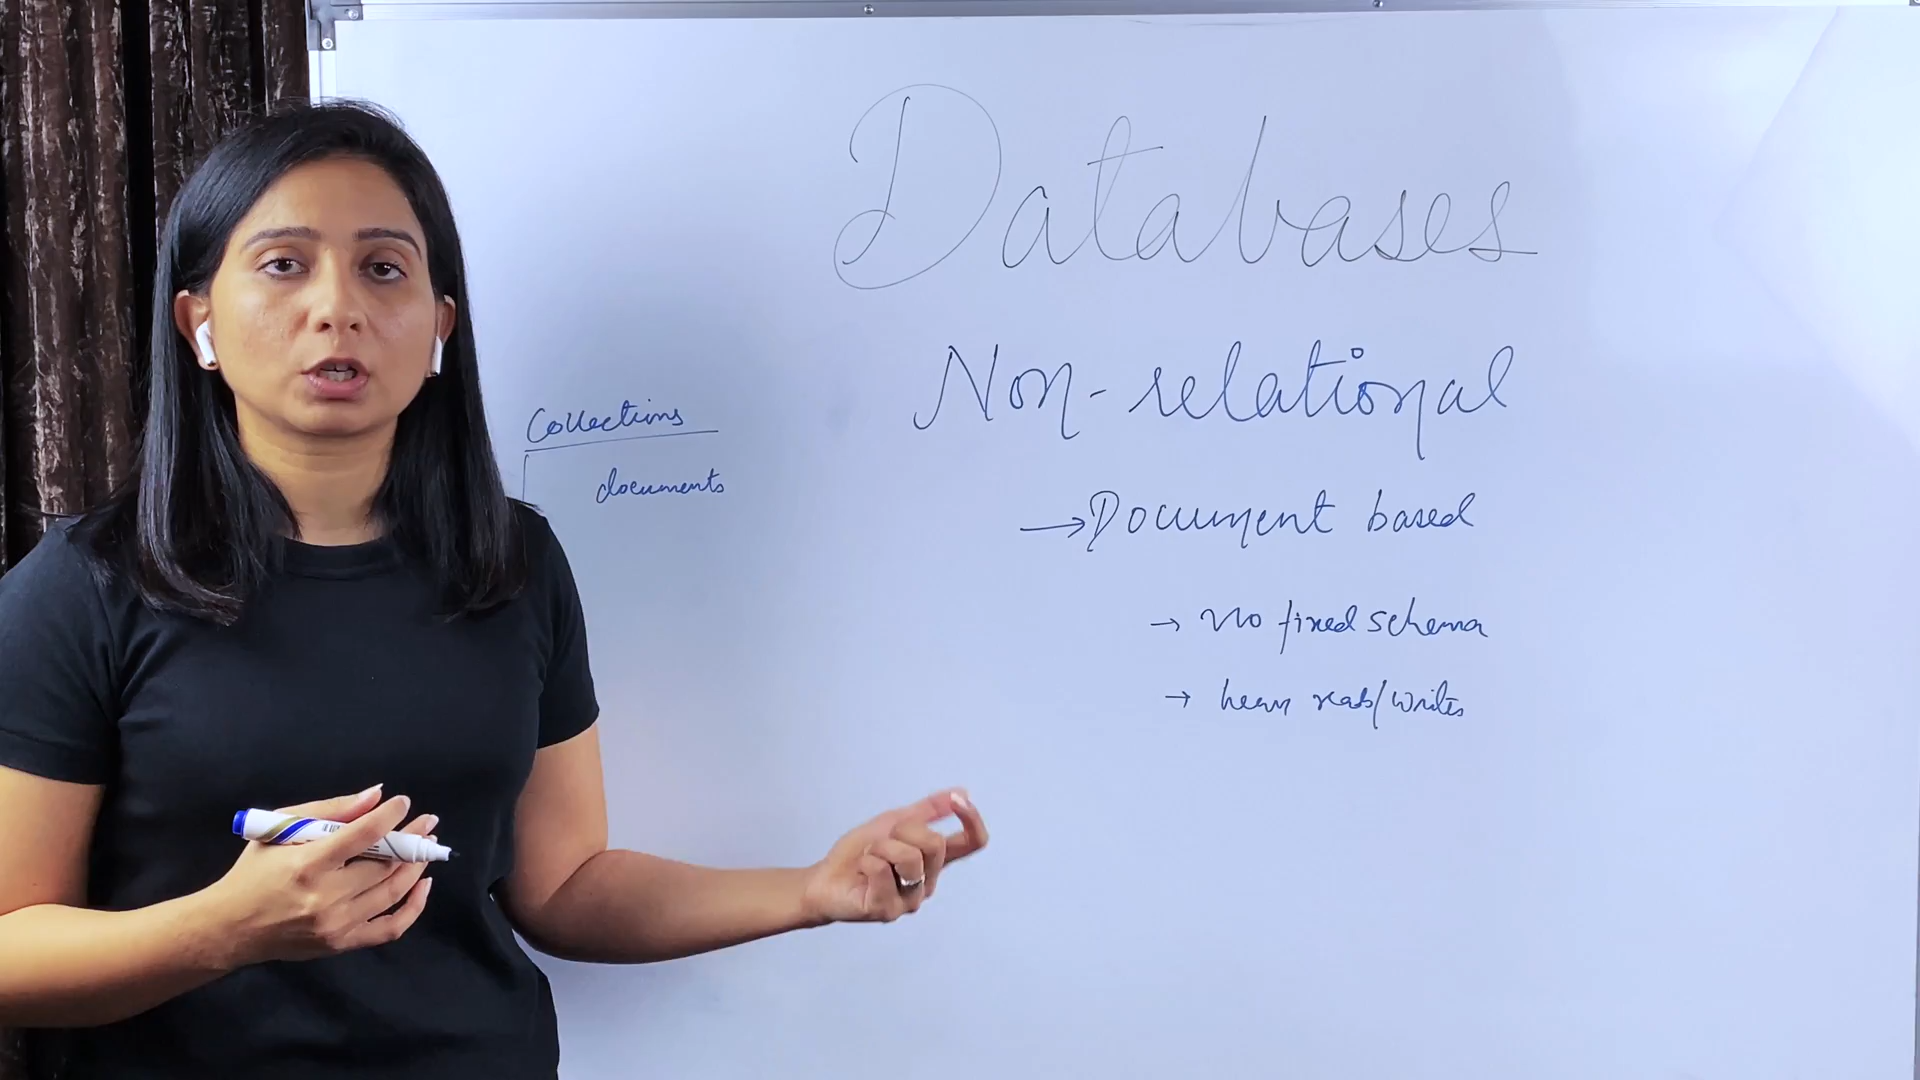 Databases
Non-relational
Collections
documents
→ Document based
→ No fixed schema
→ heavy reads/writes